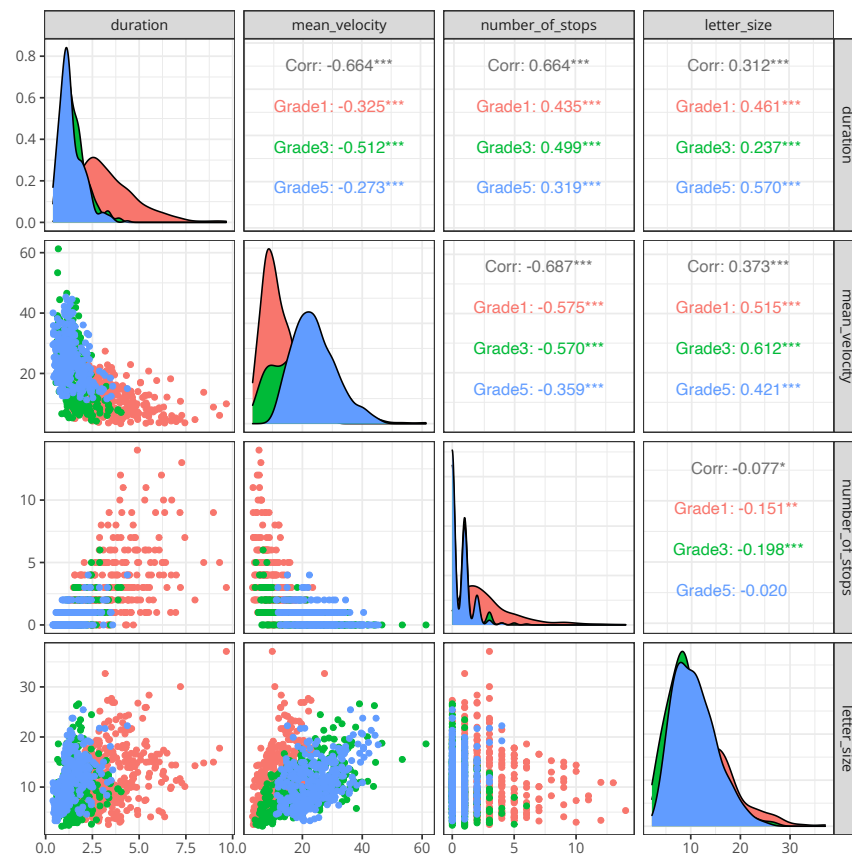 duration mean_velocity number_of_stops letter_size
0.8
0.6
0.4
0.2
0.0
Corr: -0.664***
Grade1: -0.325***
Grade3: -0.512***
Grade5: -0.273***
Corr: 0.664***
Grade1: 0.435***
Grade3: 0.499***
Grade5: 0.319***
Corr: 0.312***
Grade1: 0.461***
Grade3: 0.237***
Grade5: 0.570***
duration
60
40
20
Corr: -0.687***
Grade1: -0.575***
Grade3: -0.570***
Grade5: -0.359***
Corr: 0.373***
Grade1: 0.515***
Grade3: 0.612***
Grade5: 0.421***
mean_velocity
10
5
0
Corr: -0.077*
Grade1: -0.151**
Grade3: -0.198***
Grade5: -0.020
number_of_stops
30
20
10
letter_size
0.0 2.5 5.0 7.5 10.0
20 40 60
0 5 10
10 20 30